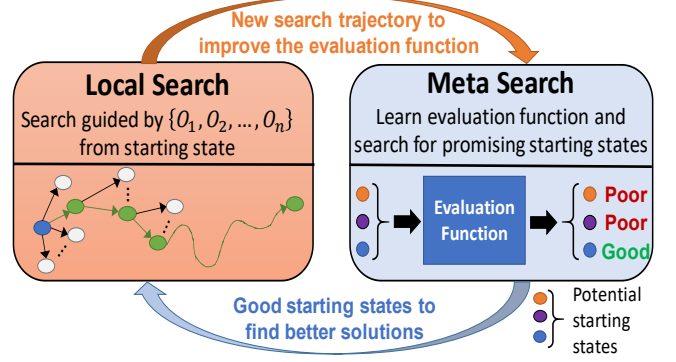 New search trajectory to
improve the evaluation function
Local Search
Search guided by {O₁, O₂, …, Oₙ}
from starting state
Meta Search
Learn evaluation function and
search for promising starting states
Evaluation
Function
Poor
Poor
Good
Good starting states to
find better solutions
Potential
starting
states